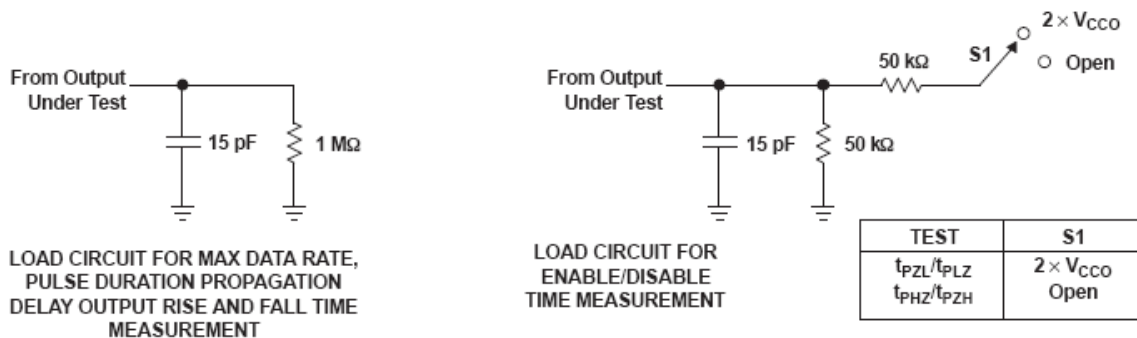 From Output
Under Test
15 pF
1 MΩ
LOAD CIRCUIT FOR MAX DATA RATE,
PULSE DURATION PROPAGATION
DELAY OUTPUT RISE AND FALL TIME
MEASUREMENT
From Output
Under Test
15 pF
50 kΩ
50 kΩ
S1
2 × VCCO
Open
LOAD CIRCUIT FOR
ENABLE/DISABLE
TIME MEASUREMENT
TEST S1
tPZL/tPLZ 2 × VCCO
tPHZ/tPZH Open